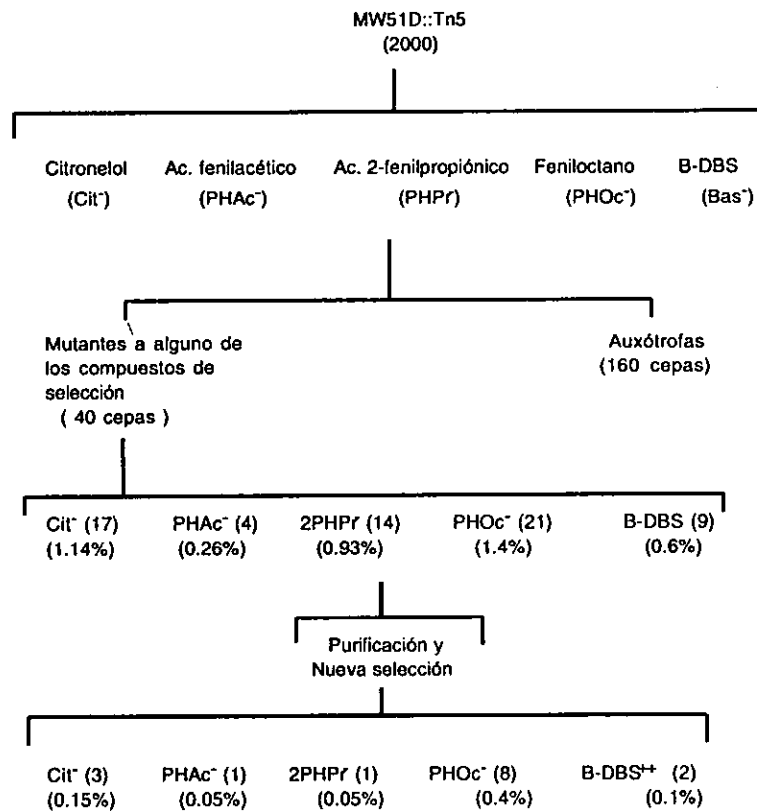 MW51D::Tn5
(2000)
Citronelol Ac. fenilacético Ac. 2-fenilpropiónico Feniloctano B-DBS
(Cit⁻) (PHAc⁻) (PHPr⁻) (PHOc⁻) (Bas⁻)
Mutantes a alguno de
los compuestos de
selección
( 40 cepas )
Auxótrofas
(160 cepas)
Cit⁻ (17) PHAc⁻ (4) 2PHPr⁻ (14) PHOc⁻ (21) B-DBS (9)
(1.14%) (0.26%) (0.93%) (1.4%) (0.6%)
Purificación y
Nueva selección
Cit⁻ (3) PHAc⁻ (1) 2PHPr⁻ (1) PHOc⁻ (8) B-DBS⁺⁺ (2)
(0.15%) (0.05%) (0.05%) (0.4%) (0.1%)